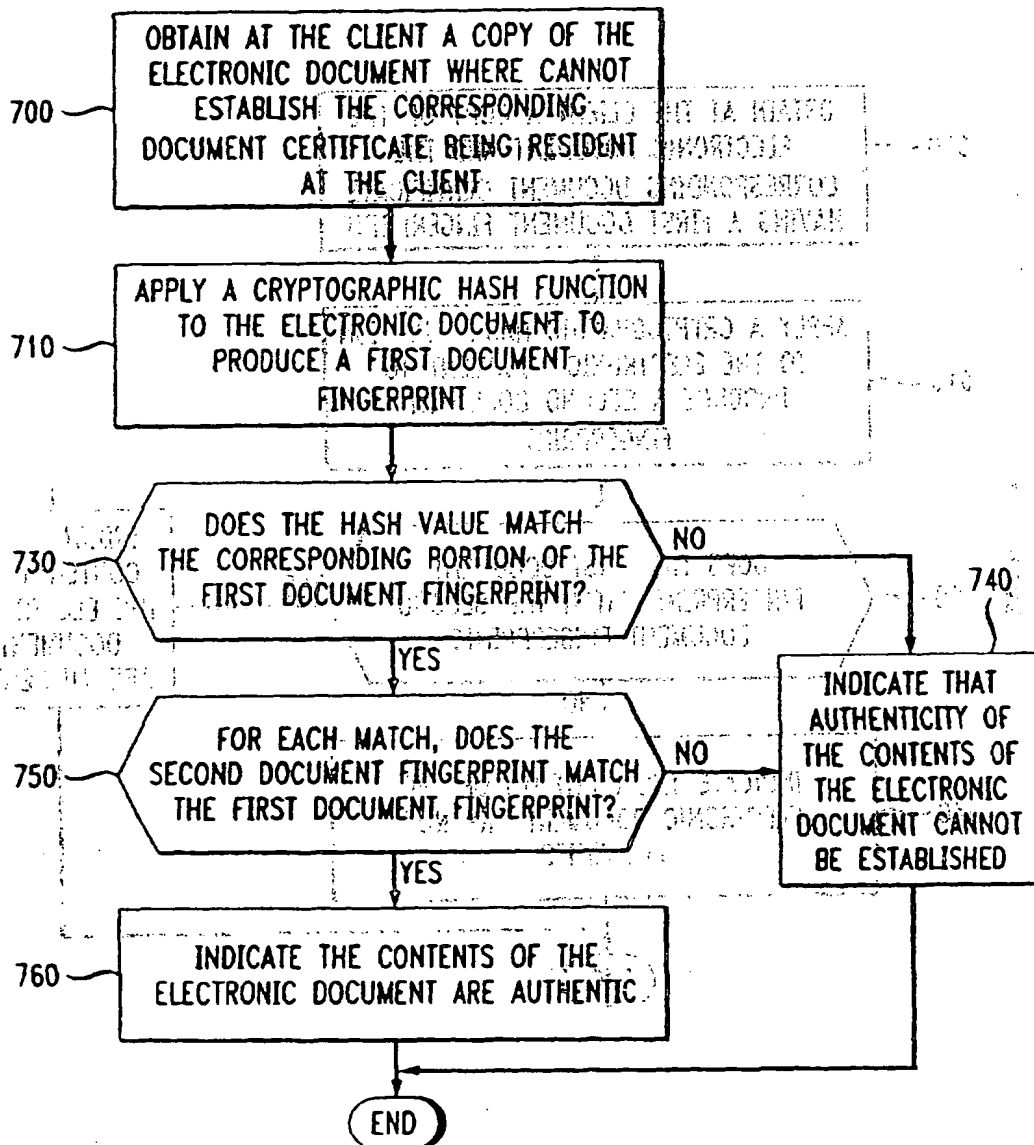 OBTAIN AT THE CLIENT A COPY OF THE
ELECTRONIC DOCUMENT WHERE CANNOT
ESTABLISH THE CORRESPONDING
DOCUMENT CERTIFICATE BEING RESIDENT
AT THE CLIENT
700
APPLY A CRYPTOGRAPHIC HASH FUNCTION
TO THE ELECTRONIC DOCUMENT TO
PRODUCE A FIRST DOCUMENT
FINGERPRINT
710
DOES THE HASH VALUE MATCH
THE CORRESPONDING PORTION OF THE
FIRST DOCUMENT FINGERPRINT?
730
NO
YES
740
INDICATE THAT
AUTHENTICITY OF
THE CONTENTS OF
THE ELECTRONIC
DOCUMENT CANNOT
BE ESTABLISHED
FOR EACH MATCH, DOES THE
SECOND DOCUMENT FINGERPRINT MATCH
THE FIRST DOCUMENT FINGERPRINT?
750
NO
YES
INDICATE THE CONTENTS OF THE
ELECTRONIC DOCUMENT ARE AUTHENTIC
760
END